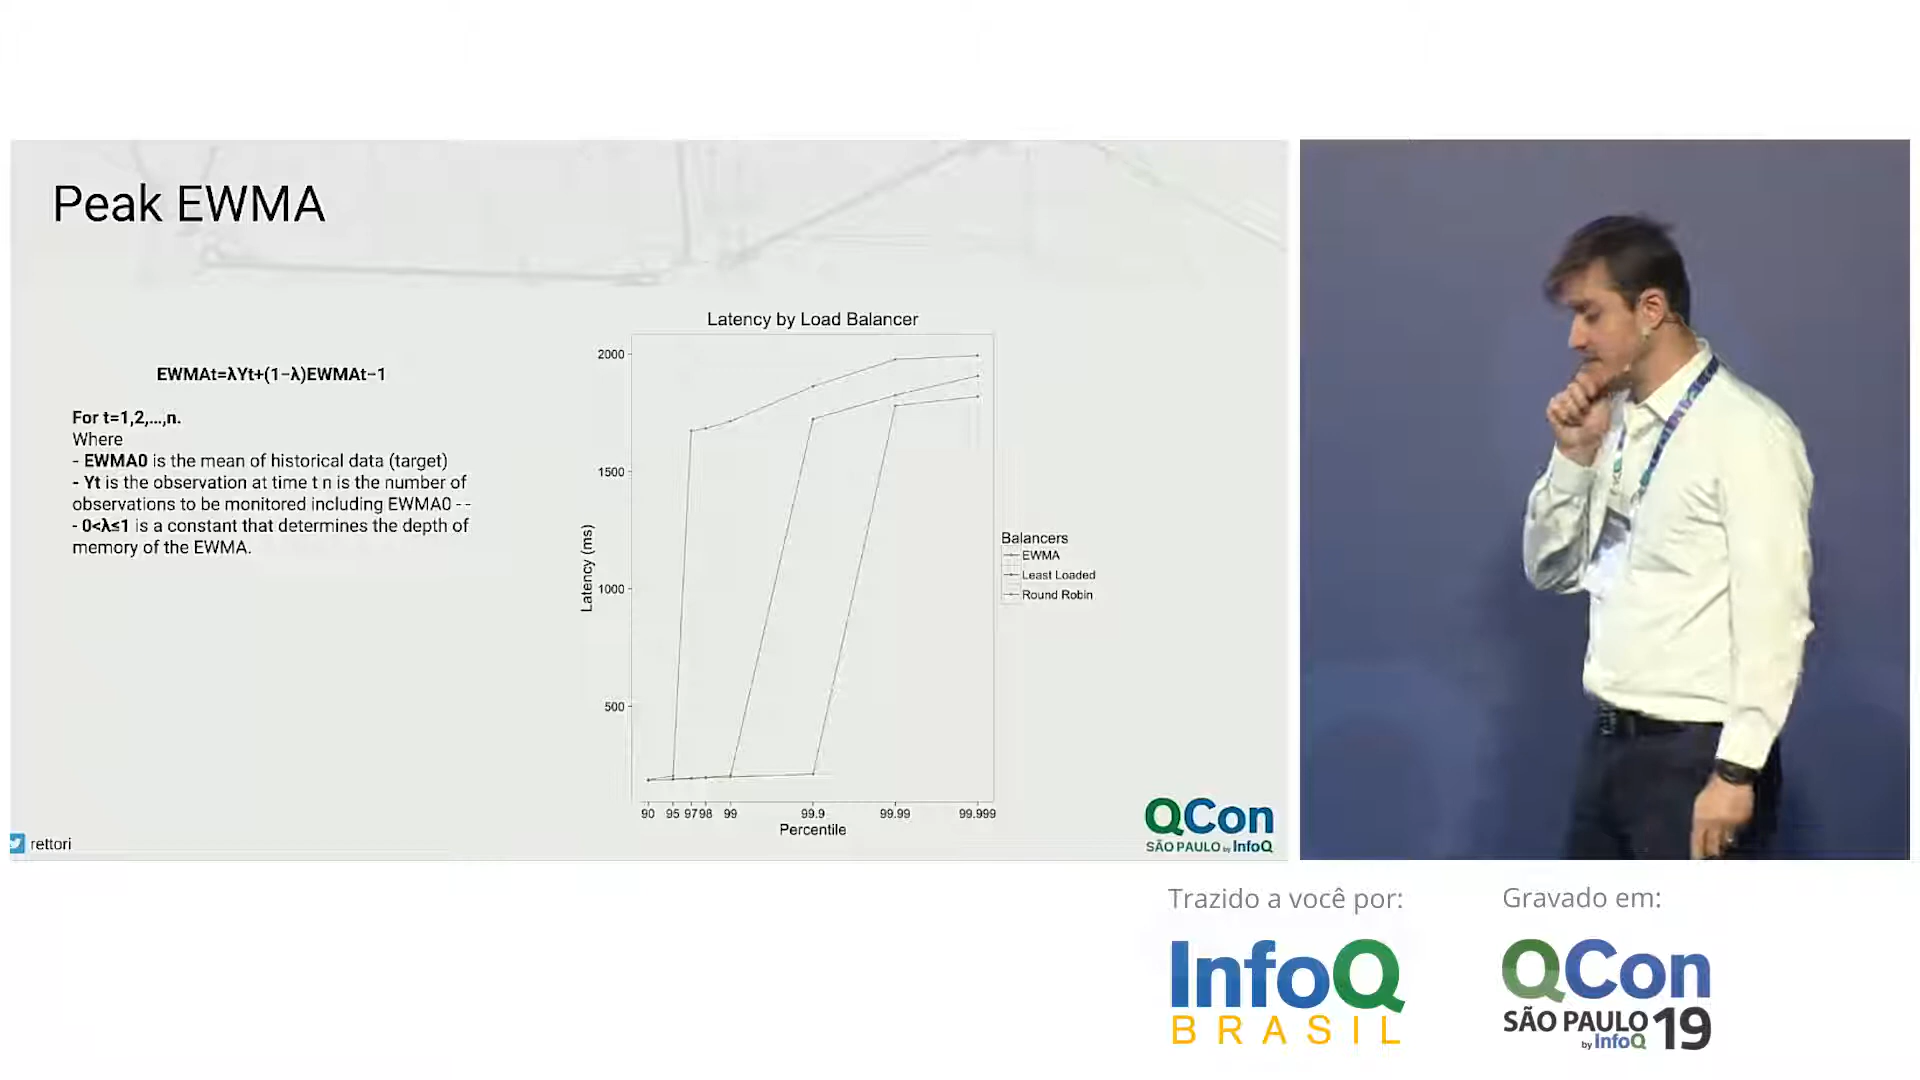 Peak EWMA
EWMAt=λYt+(1−λ)EWMAt−1
For t=1,2,...,n.
Where
- EWMA0 is the mean of historical data (target)
- Yt is the observation at time t n is the number of
observations to be monitored including EWMA0 - -
- 0<λ≤1 is a constant that determines the depth of
memory of the EWMA.
Latency by Load Balancer
2000
1500
1000
500
Latency (ms)
90 95 97 98 99 99.9 99.99 99.999
Percentile
Balancers
EWMA
Least Loaded
Round Robin
rettori
QCon
SÃO PAULO by InfoQ
Trazido a você por:
InfoQ
BRASIL
Gravado em:
QCon
SÃO PAULO 19
by InfoQ